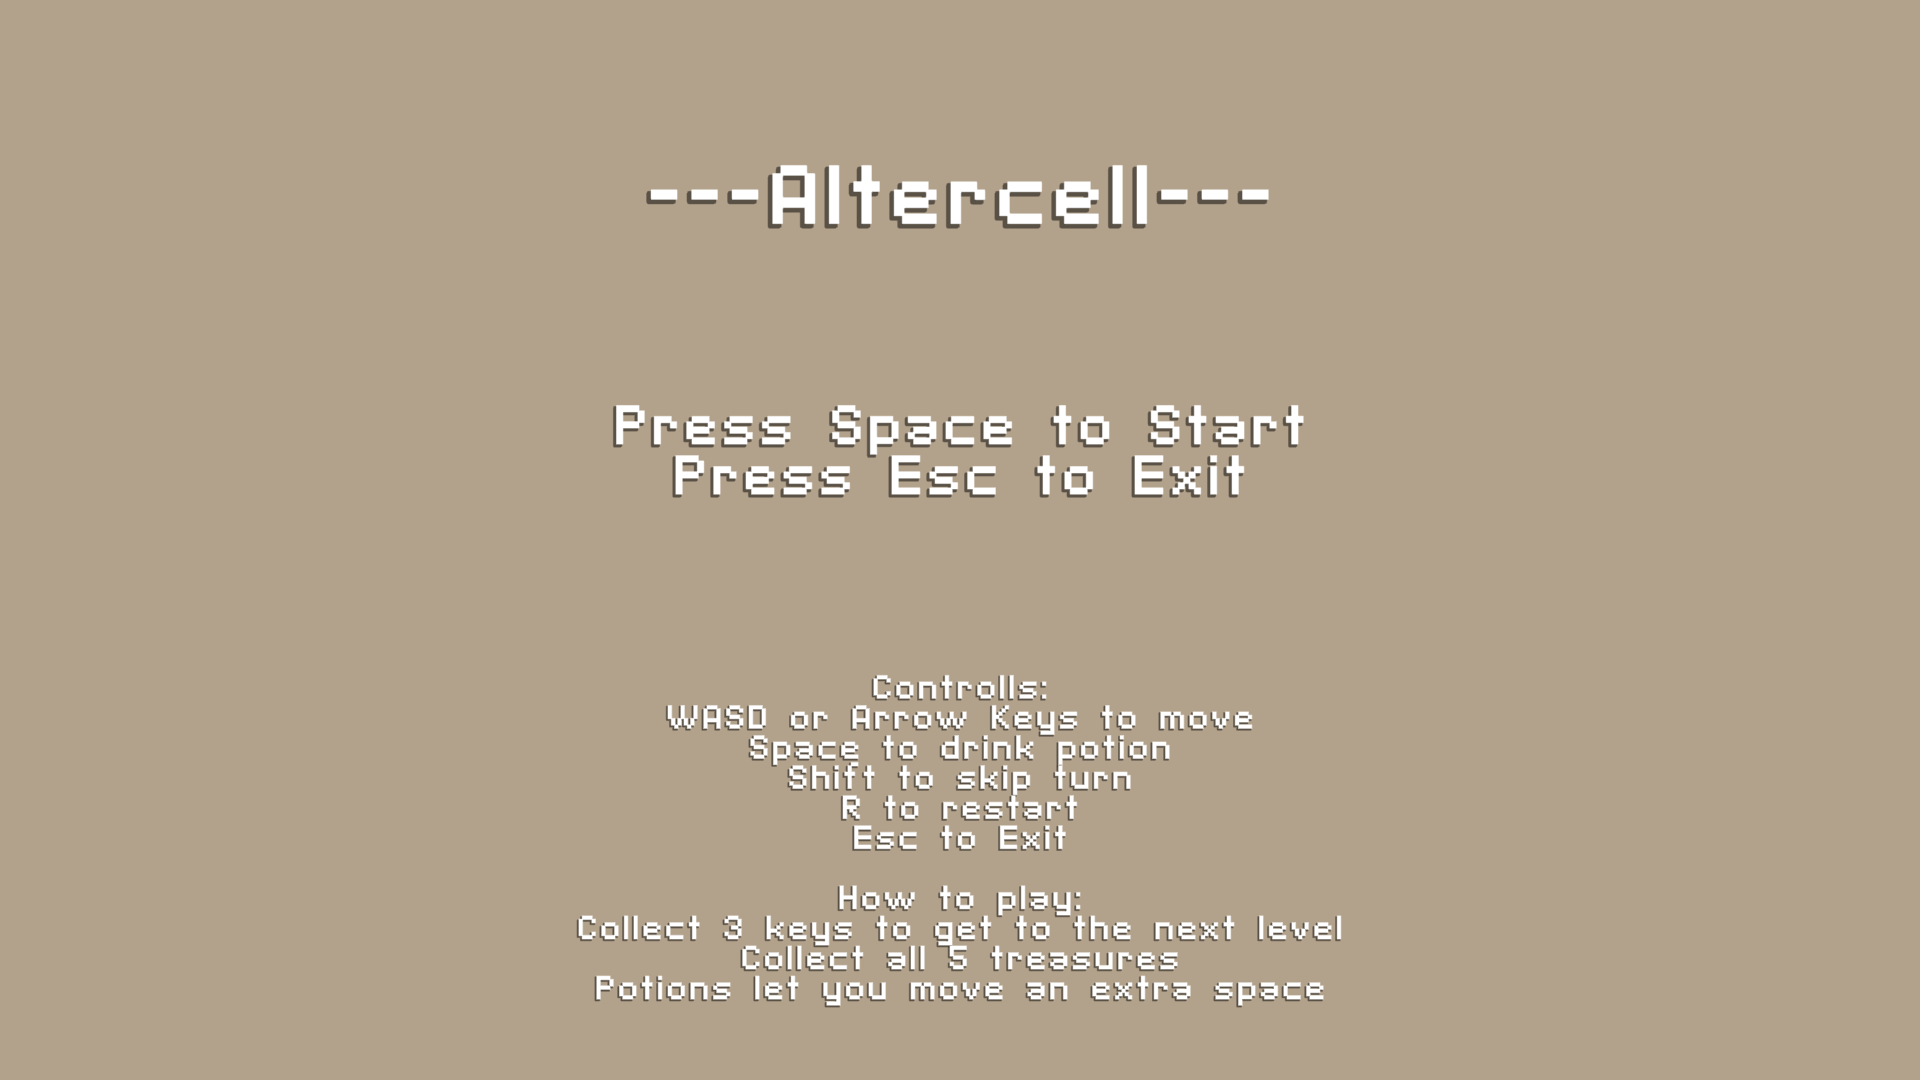 ---Altercell---
Press Space to Start
Press Esc to Exit
Controlls:
WASD or Arrow Keys to move
Space to drink potion
Shift to skip turn
R to restart
Esc to Exit
How to play:
Collect 3 keys to get to the next level
Collect all 5 treasures
Potions let you move an extra space